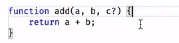 function add(a, b, c?) {
    return a + b;
}